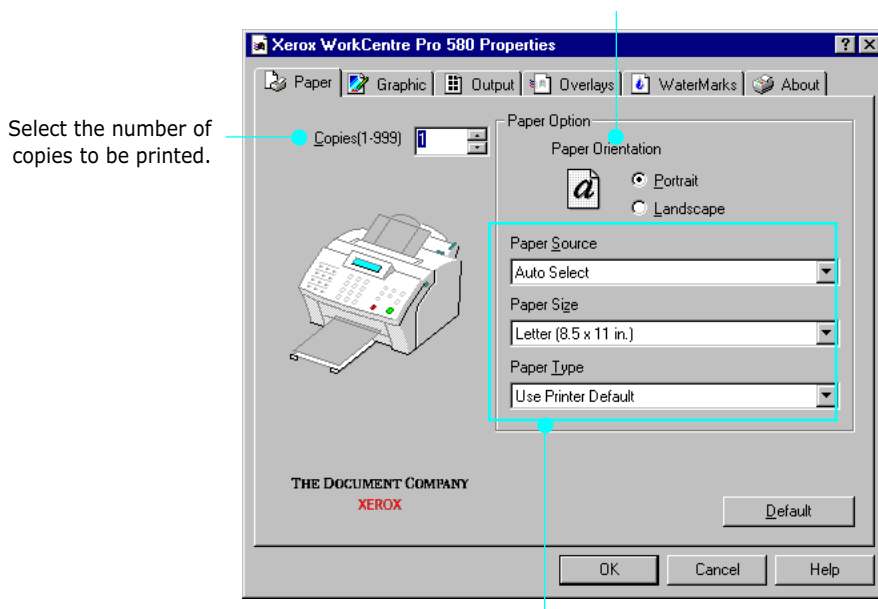 Xerox WorkCentre Pro 580 Properties
Paper
Graphic
Output
Overlays
WaterMarks
About
Select the number of
copies to be printed.
Copies(1-999)
1
Paper Option
Paper Orientation
a
Portrait
Landscape
Paper Source
Auto Select
Paper Size
Letter (8.5 x 11 in.)
Paper Type
Use Printer Default
THE DOCUMENT COMPANY
XEROX
Default
OK
Cancel
Help